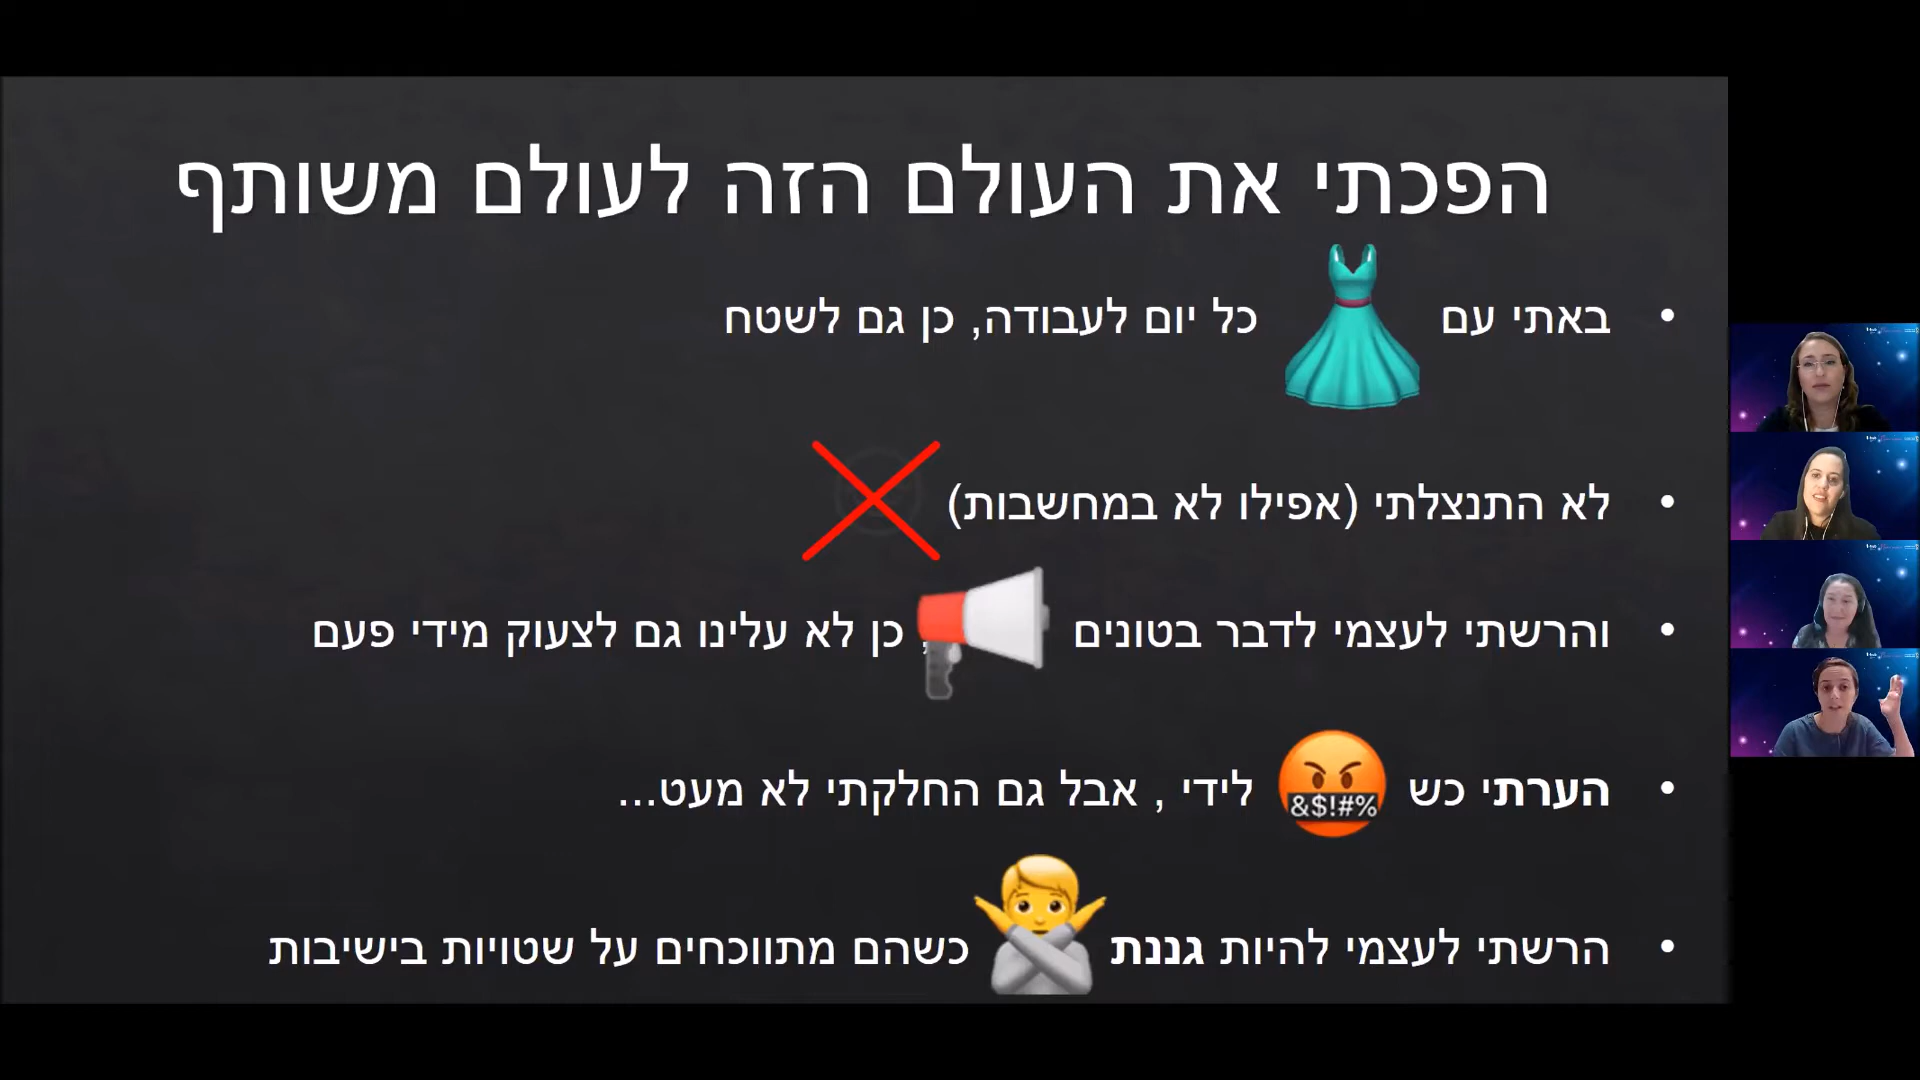 הפכתי את העולם הזה לעולם משותף
• באתי עם כל יום לעבודה, כן גם לשטח
• לא התנצלתי (אפילו לא במחשבות)
• והרשתי לעצמי לדבר בטונים , כן לא עלינו גם לצעוק מידי פעם
• הערתי כש &$!#% לידי , אבל גם החלקתי לא מעט...
• הרשתי לעצמי להיות גננת כשהם מתווכחים על שטויות בישיבות